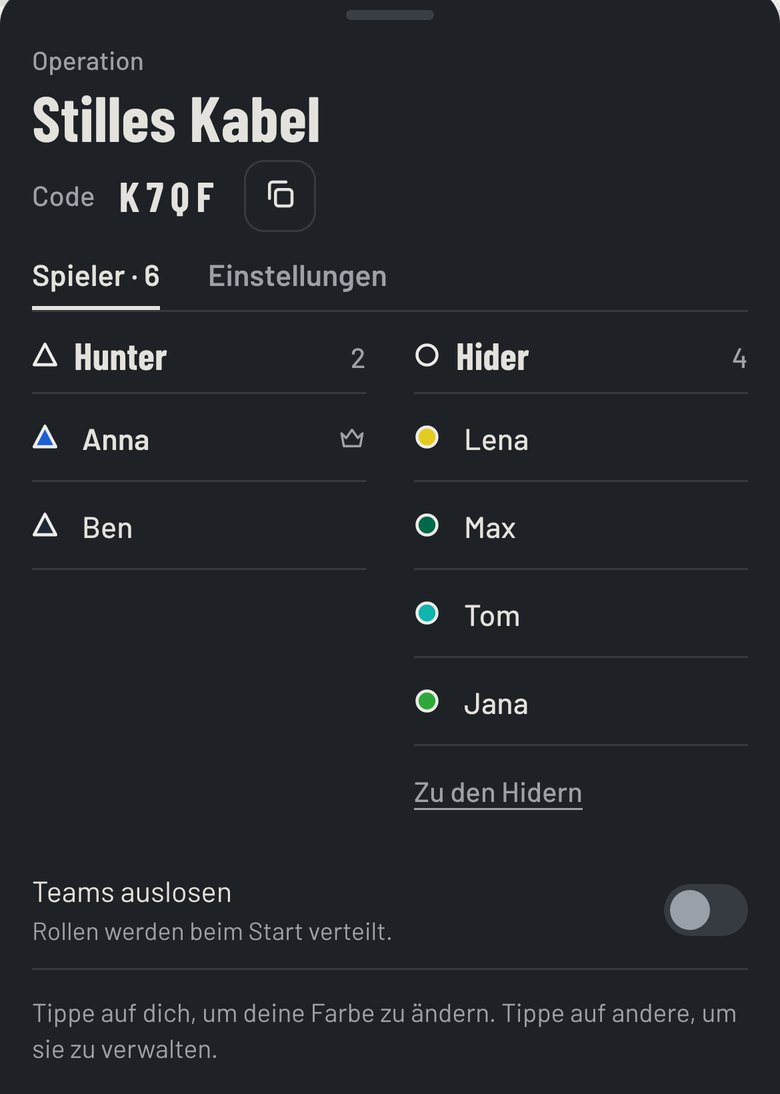 Operation
Stilles Kabel
Code K7QF
Spieler · 6 Einstellungen
Hunter 2
Anna
Ben
Hider 4
Lena
Max
Tom
Jana
Zu den Hidern
Teams auslosen
Rollen werden beim Start verteilt.
Tippe auf dich, um deine Farbe zu ändern. Tippe auf andere, um
sie zu verwalten.